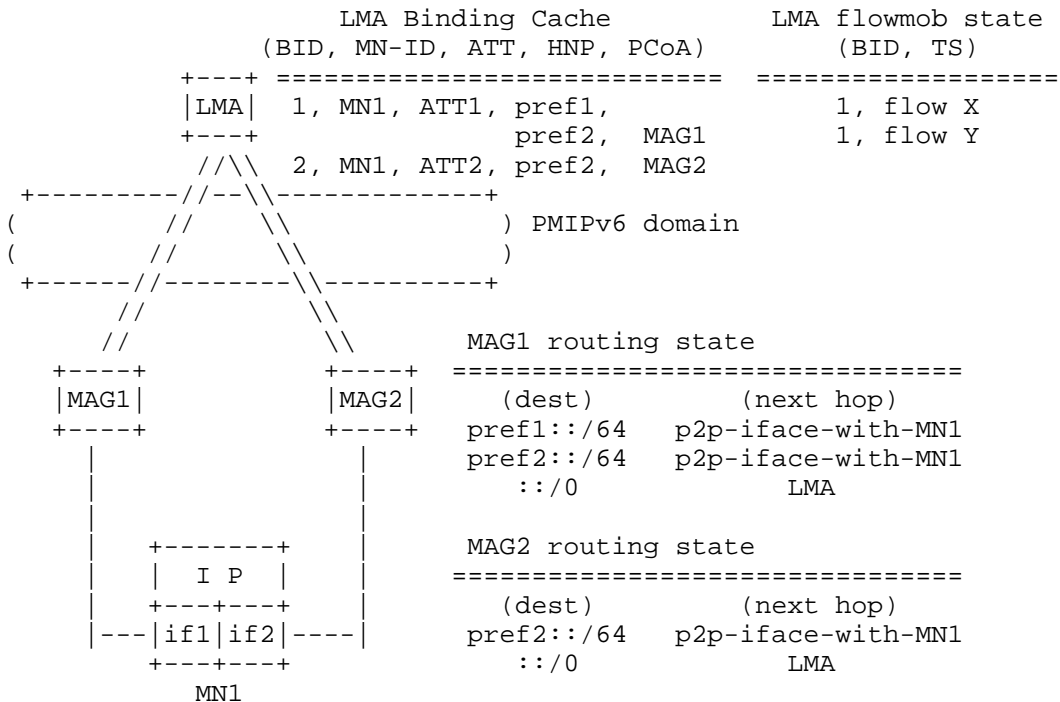 LMA Binding Cache LMA flowmob state
(BID, MN-ID, ATT, HNP, PCoA) (BID, TS)
+---+ ============================ ===================
|LMA| 1, MN1, ATT1, pref1, 1, flow X
+---+ pref2, MAG1 1, flow Y
//\\ 2, MN1, ATT2, pref2, MAG2
+---------//--\\-------------+
( // \\ ) PMIPv6 domain
( // \\ )
+------//--------\\----------+
// \\
// \\ MAG1 routing state
+----+ +----+ ================================
|MAG1| |MAG2| (dest) (next hop)
+----+ +----+ pref1::/64 p2p-iface-with-MN1
| | pref2::/64 p2p-iface-with-MN1
| | ::/0 LMA
| |
| +-------+ | MAG2 routing state
| | I P | | ================================
| +---+---+ | (dest) (next hop)
|---|if1|if2|----| pref2::/64 p2p-iface-with-MN1
+---+---+ ::/0 LMA
MN1